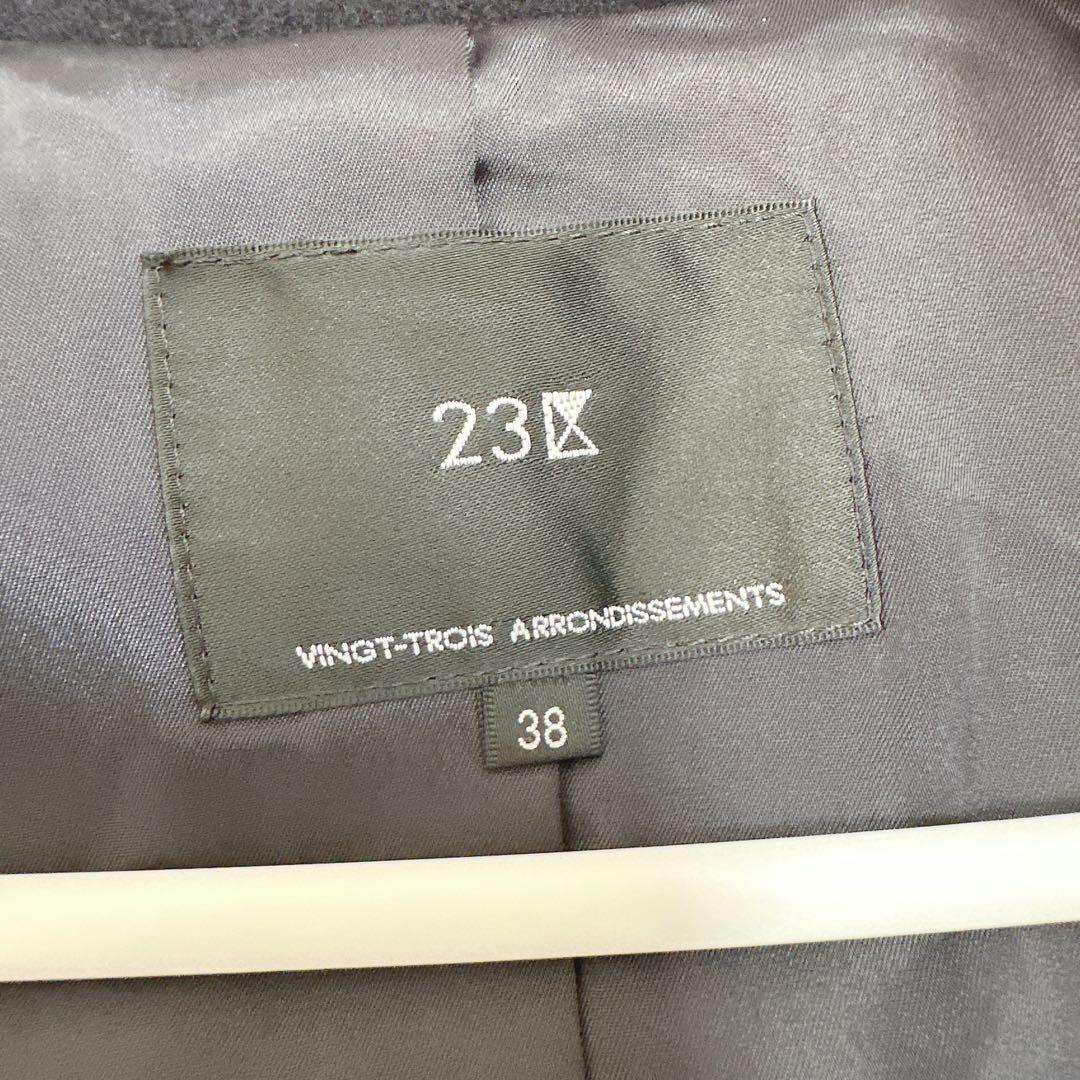 23区
VINGT-TROIS ARRONDISSEMENTS
38